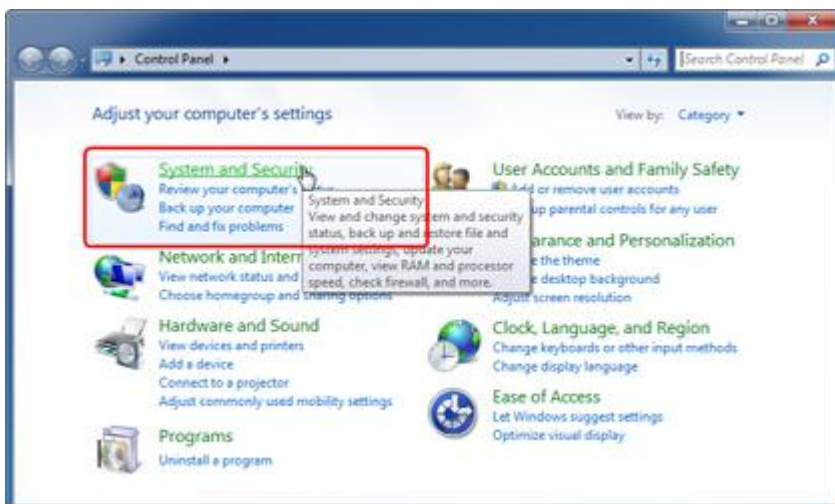 Control Panel
Search Control Panel
Adjust your computer's settings
View by: Category
System and Security
Review your computer's
Back up your computer
Find and fix problems
System and Security
View and change system and security
status, back up and restore file and
system settings, update your
computer, view RAM and processor
speed, check firewall, and more.
Network and
View network status and
Choose homegroup and sharing options
Hardware and Sound
View devices and printers
Add a device
Connect to a projector
Adjust commonly used mobility settings
Programs
Uninstall a program
User Accounts and Family Safety
or remove user accounts
up parental controls for any user
and Personalization
the theme
desktop background
Adjust screen resolution
Clock, Language, and Region
Change keyboards or other input methods
Change display language
Ease of Access
Let Windows suggest settings
Optimize visual display